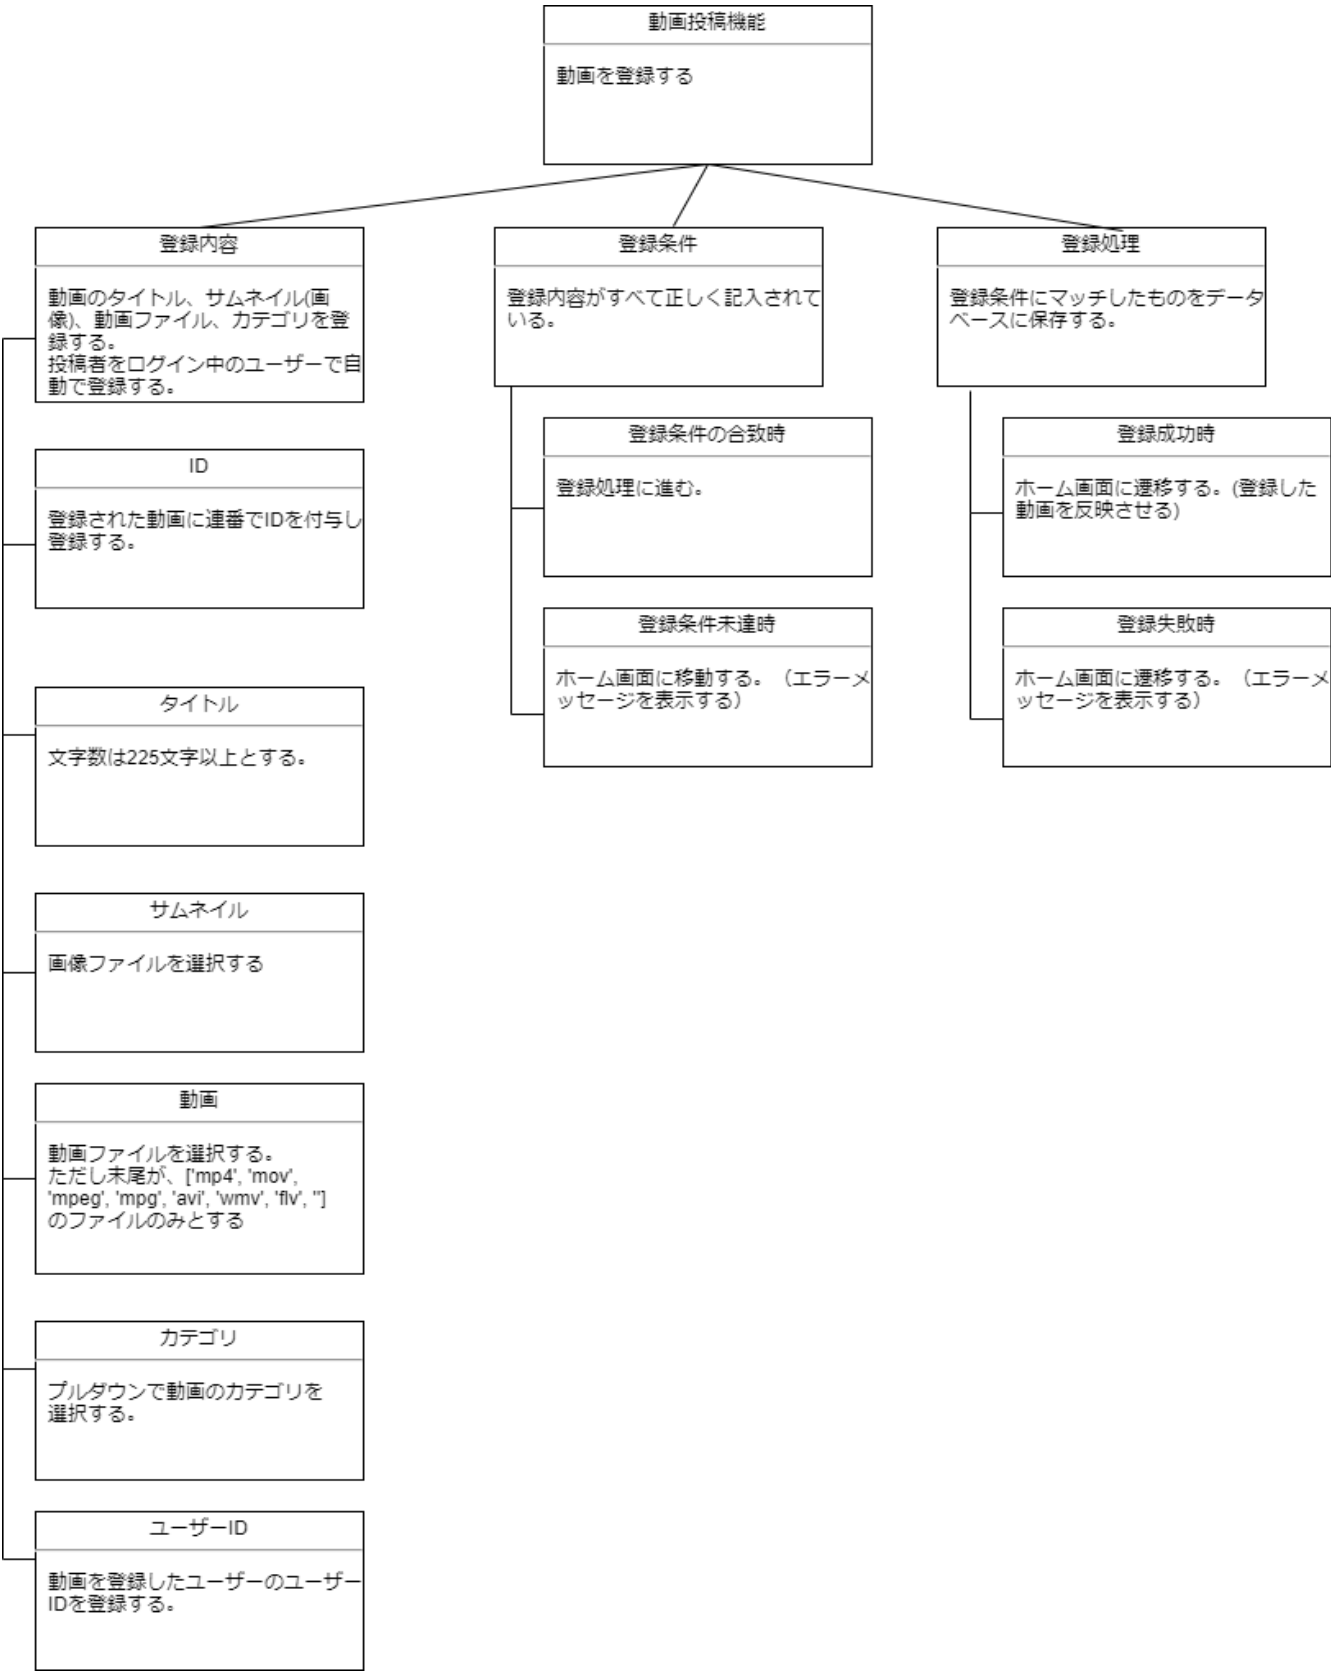 動画投稿機能
動画を登録する
登録内容
動画のタイトル、サムネイル(画
像)、動画ファイル、カテゴリを登
録する。
投稿者をログイン中のユーザーで自
動で登録する。
ID
登録された動画に連番でIDを付与し
登録する。
タイトル
文字数は225文字以上とする。
サムネイル
画像ファイルを選択する
動画
動画ファイルを選択する。
ただし末尾が、['mp4', 'mov',
'mpeg', 'mpg', 'avi', 'wmv', 'flv', '']
のファイルのみとする
カテゴリ
プルダウンで動画のカテゴリを
選択する。
ユーザーID
動画を登録したユーザーのユーザー
IDを登録する。
登録条件
登録内容がすべて正しく記入されて
いる。
登録条件の合致時
登録処理に進む。
登録条件未達時
ホーム画面に移動する。（エラーメ
ッセージを表示する）
登録処理
登録条件にマッチしたものをデータ
ベースに保存する。
登録成功時
ホーム画面に遷移する。(登録した
動画を反映させる)
登録失敗時
ホーム画面に遷移する。（エラーメ
ッセージを表示する）